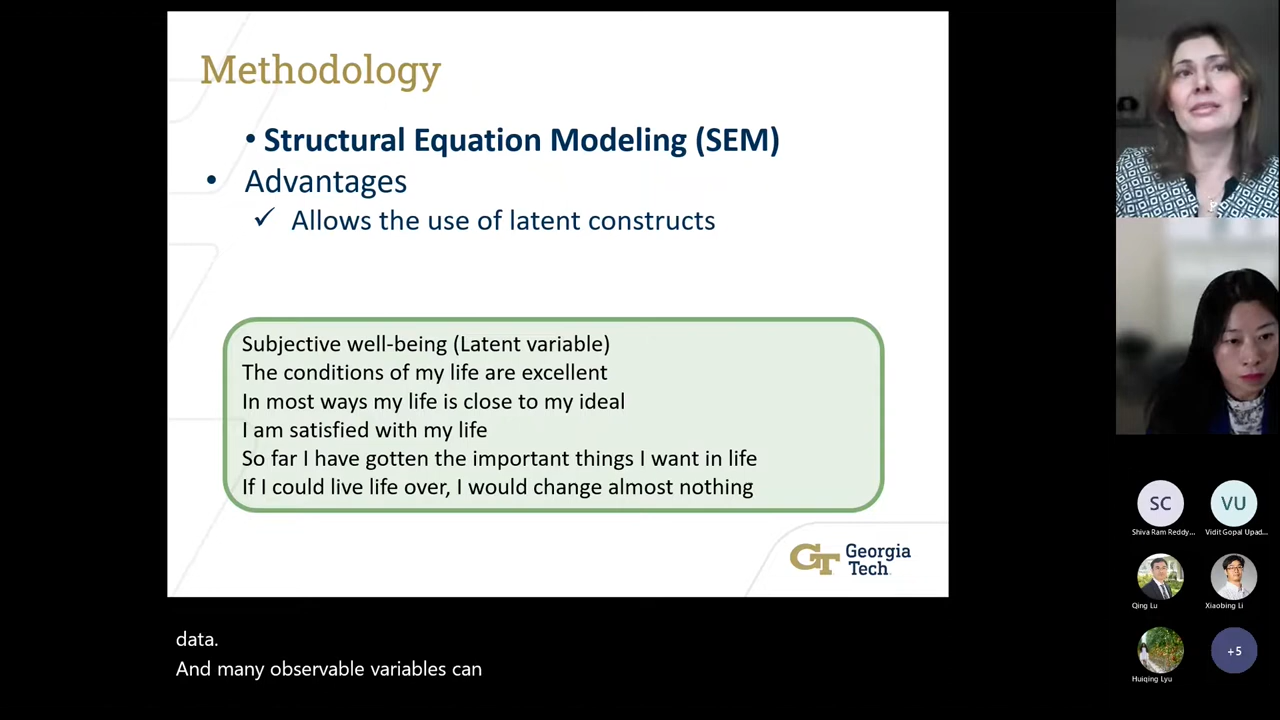 Methodology
• Structural Equation Modeling (SEM)
• Advantages
✓ Allows the use of latent constructs
Subjective well-being (Latent variable)
The conditions of my life are excellent
In most ways my life is close to my ideal
I am satisfied with my life
So far I have gotten the important things I want in life
If I could live life over, I would change almost nothing
GT Georgia Tech
data.
And many observable variables can
SC
VU
Shiva Ram Reddy...
Vidit Gopal Upad...
Qing Lu
Xiaobing Li
Huiqing Lyu
+5